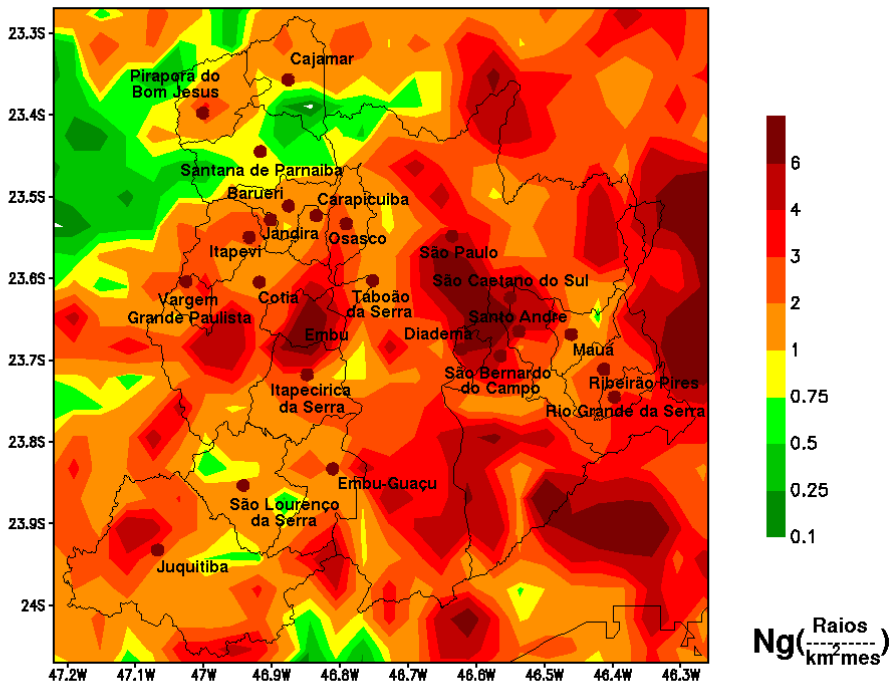 23.3S
23.4S
23.5S
23.6S
23.7S
23.8S
23.9S
24S
Cajamar
Pirapora do
Bom Jesus
Santana de Parnaiba
Barueri
Carapicuiba
Jandira
Osasco
Itapevi
São Paulo
São Caetano do Sul
Vargem
Grande Paulista
Cotia
Taboão
da Serra
Santo Andre
Embu
Diadema
Mauá
São Bernardo
do Campo
Ribeirão Pires
Itapecirica
da Serra
Rio Grande da Serra
Embu-Guaçu
São Lourenço
da Serra
Juquitiba
47.2W 47.1W 47W 46.9W 46.8W 46.7W 46.6W 46.5W 46.4W 46.3W
6
4
3
2
1
0.75
0.5
0.25
0.1
Ng(Raios
km²mes)